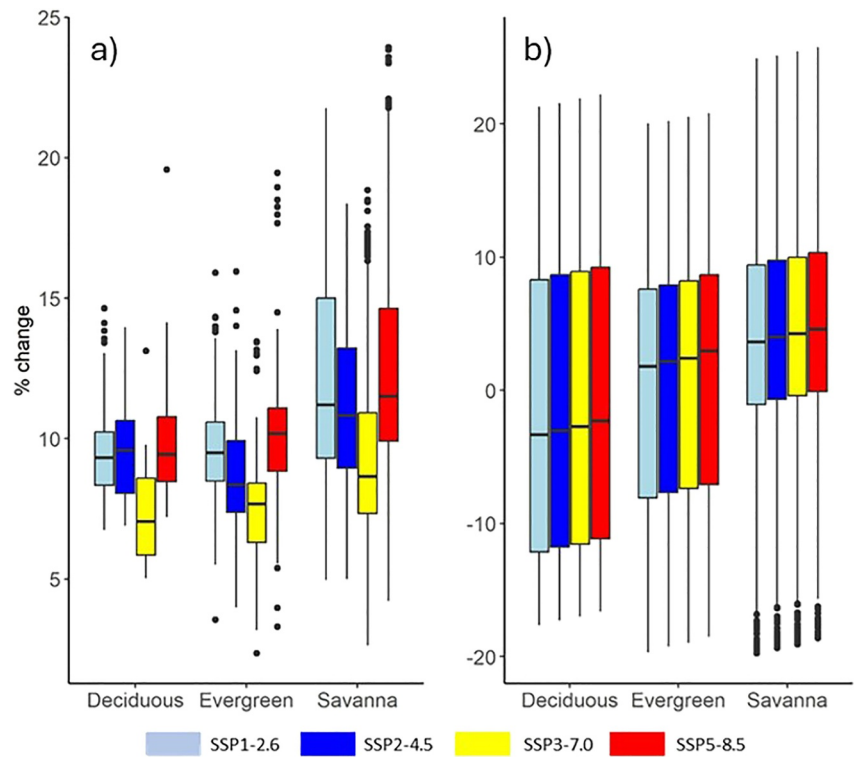 a)
b)
% change
25
20
15
10
5
20
10
0
-10
-20
Deciduous Evergreen Savanna
Deciduous Evergreen Savanna
SSP1-2.6 SSP2-4.5 SSP3-7.0 SSP5-8.5